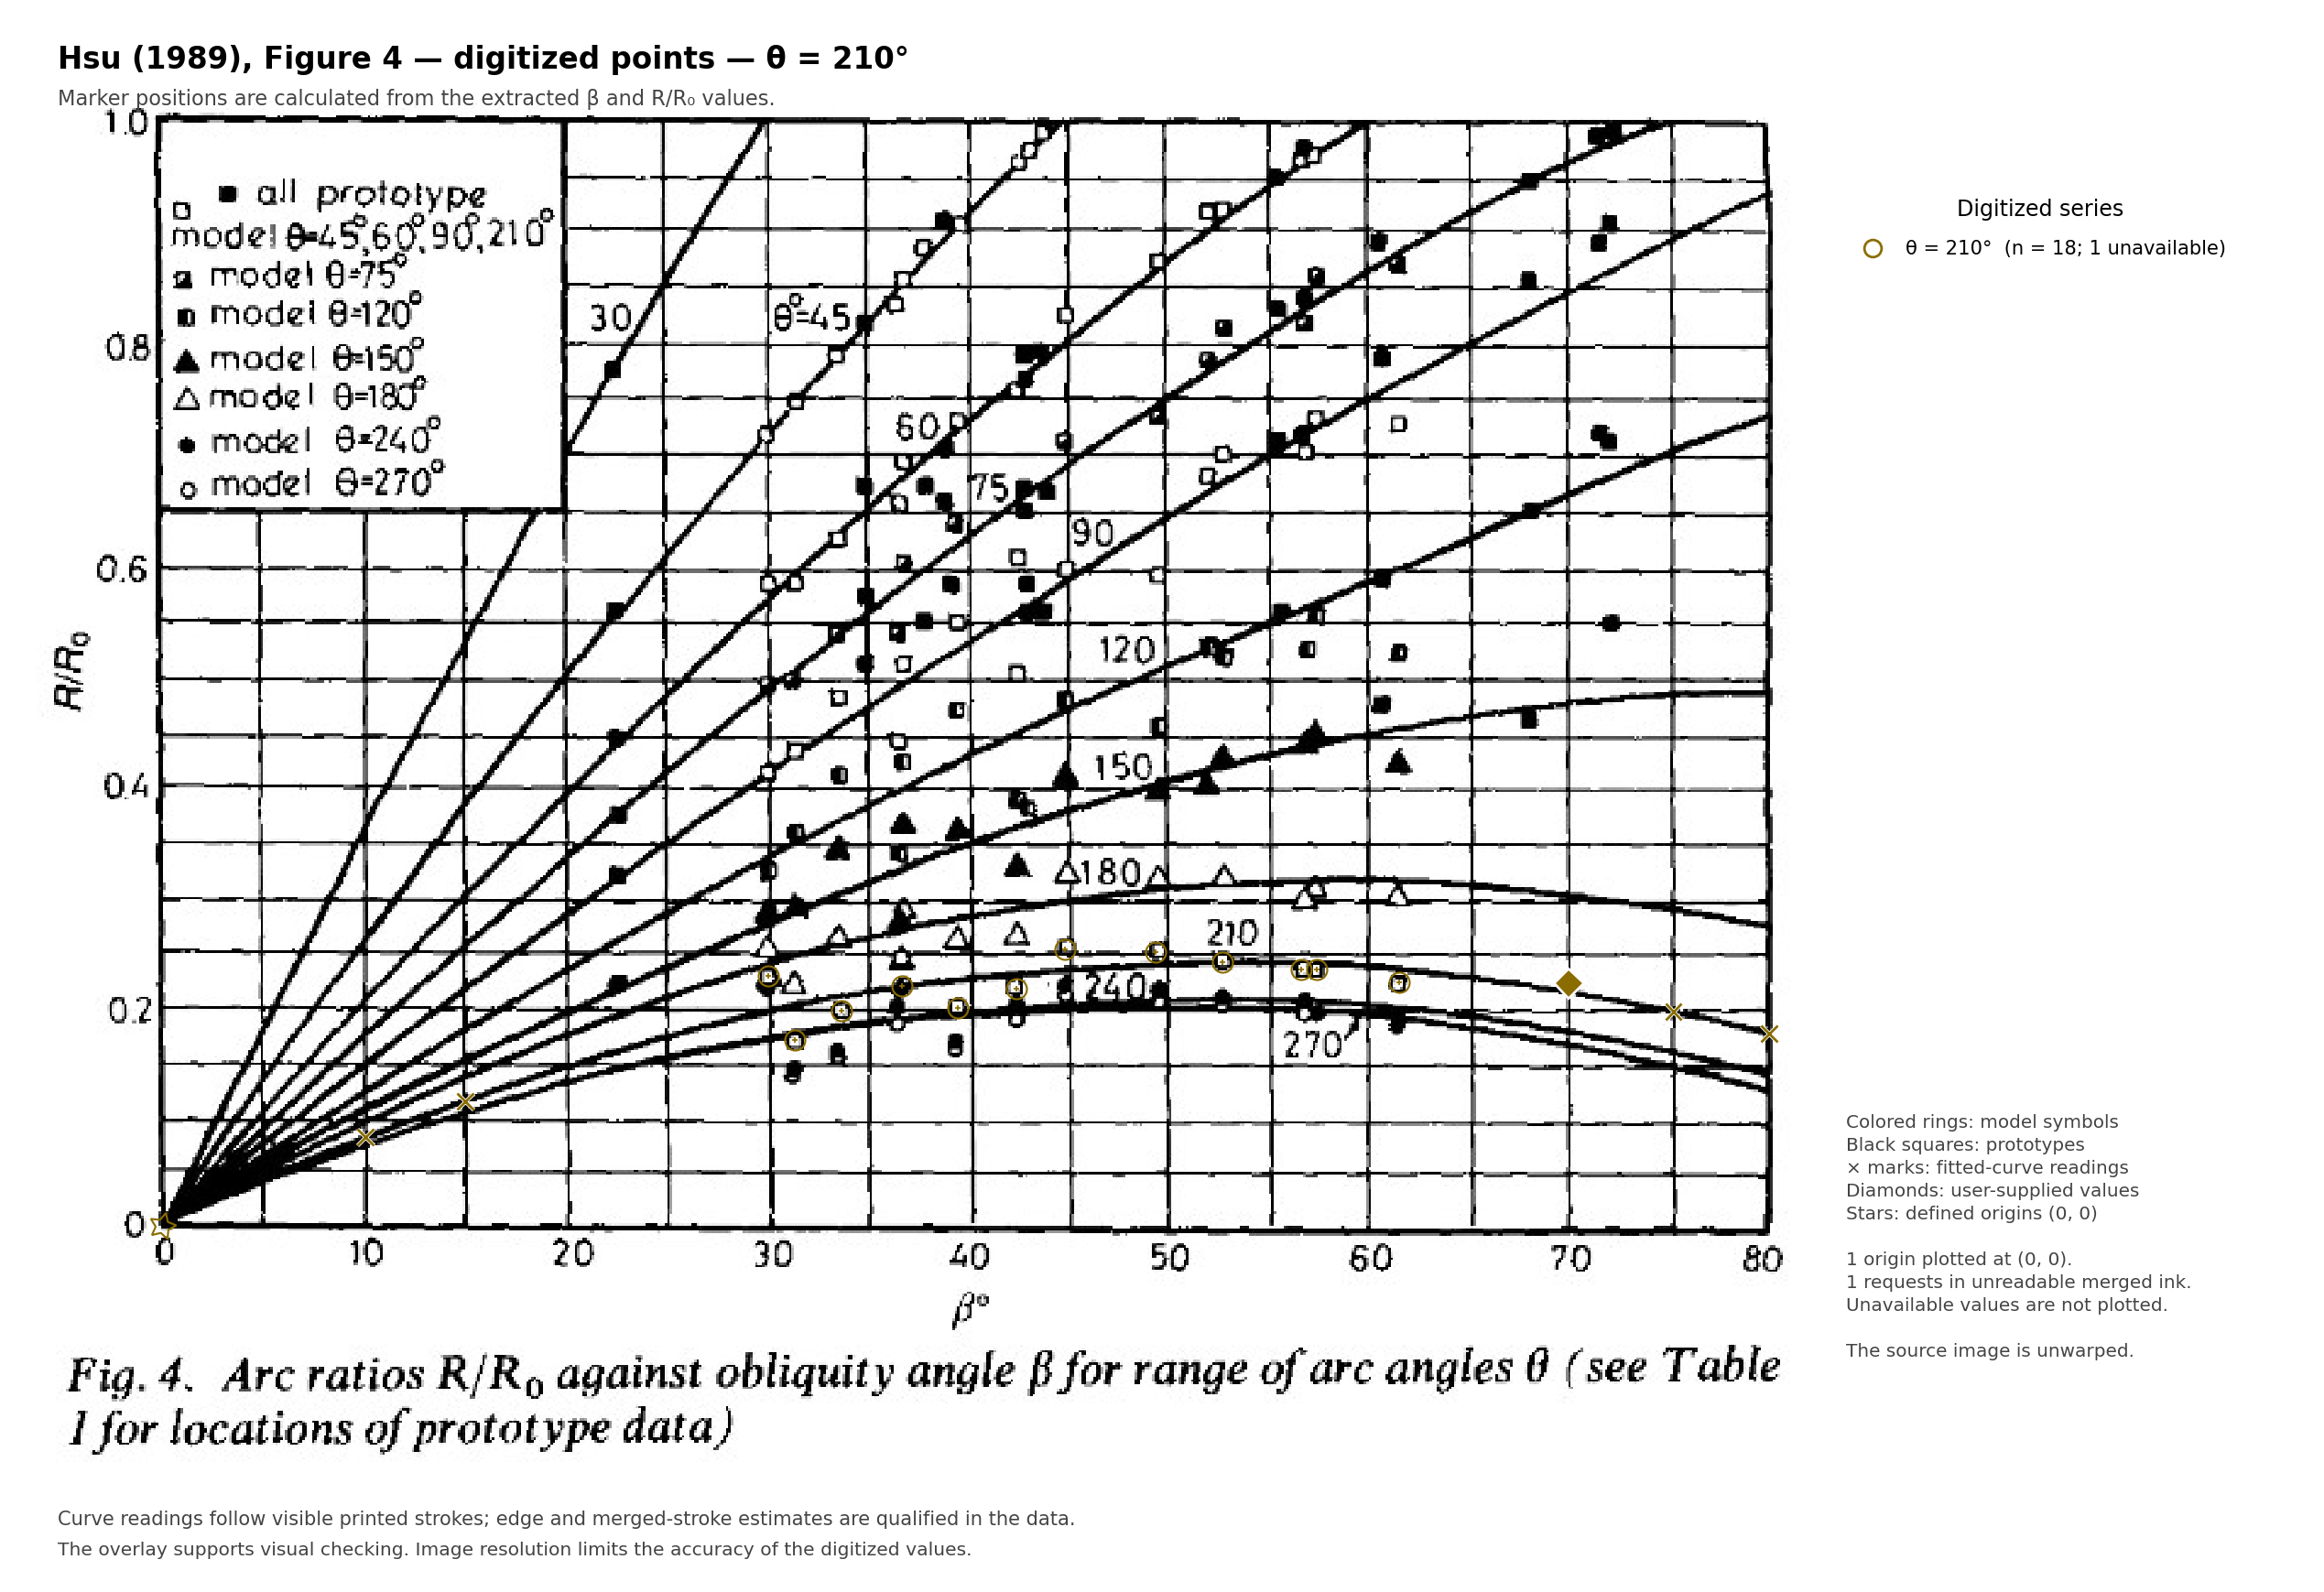 Hsu (1989), Figure 4 — digitized points — θ = 210°
Marker positions are calculated from the extracted β and R/R₀ values.
1.0
0.8
0.6
0.4
0.2
0
R/R₀
all prototype
model θ=45°,60°,90°,210°
model θ=75°
model θ=120°
model θ=150°
model θ=180°
model θ=240°
model θ=270°
30
θ°=45
60
75
90
120
150
180
210
240
270
0 10 20 30 40 50 60 70 80
β°
Fig. 4. Arc ratios R/R₀ against obliquity angle β for range of arc angles θ (see Table
1 for locations of prototype data)
Digitized series
θ = 210° (n = 18; 1 unavailable)
Colored rings: model symbols
Black squares: prototypes
× marks: fitted-curve readings
Diamonds: user-supplied values
Stars: defined origins (0, 0)
1 origin plotted at (0, 0).
1 requests in unreadable merged ink.
Unavailable values are not plotted.
The source image is unwarped.
Curve readings follow visible printed strokes; edge and merged-stroke estimates are qualified in the data.
The overlay supports visual checking. Image resolution limits the accuracy of the digitized values.